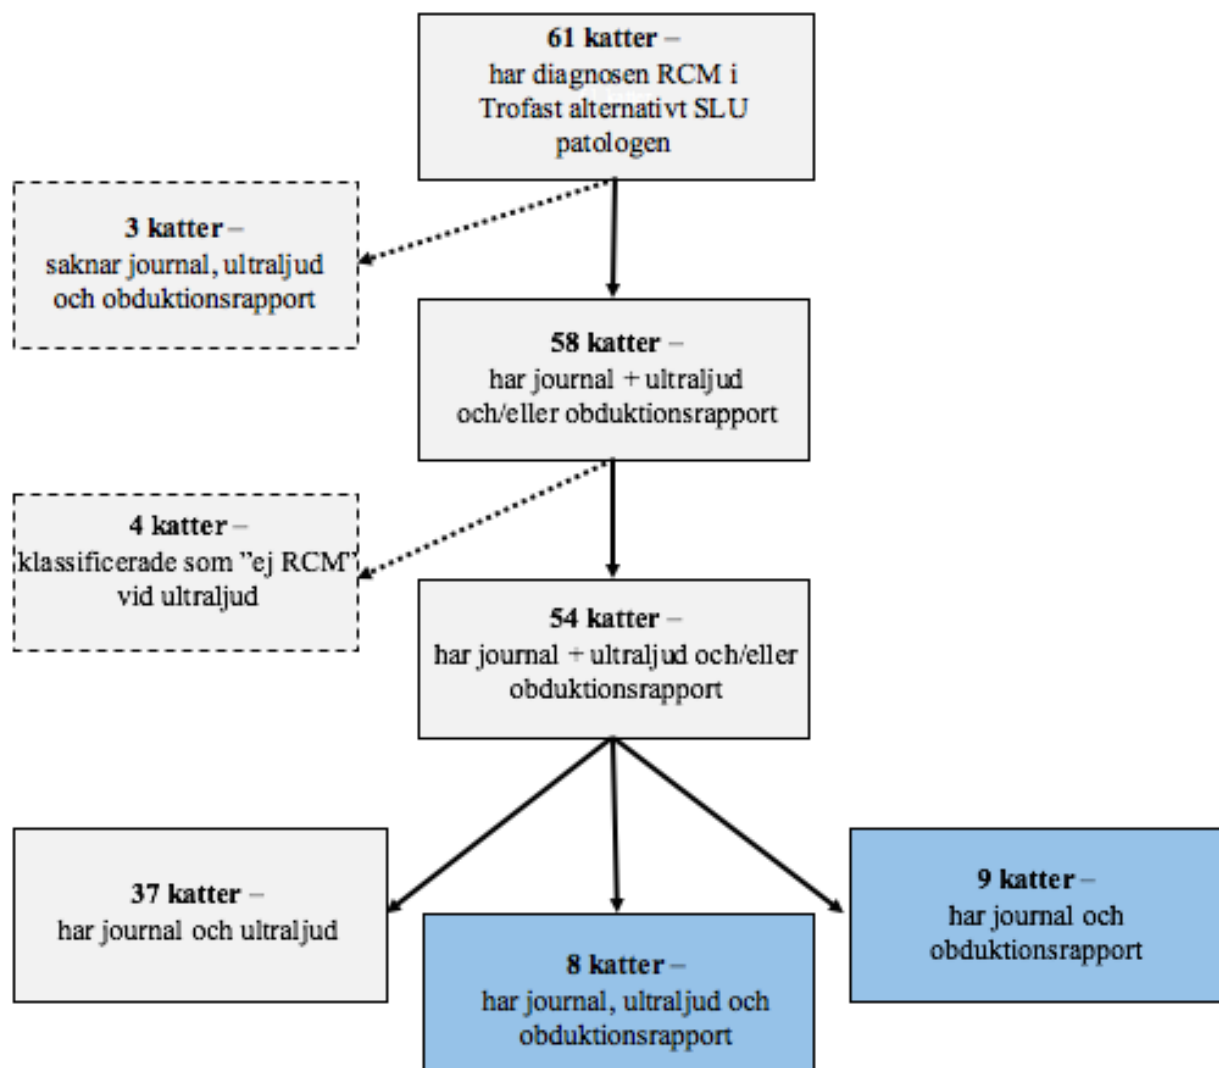 61 katter –
har diagnosen RCM i
Trofast alternativt SLU
patologen
3 katter –
saknar journal, ultraljud
och obduktionsrapport
58 katter –
har journal + ultraljud
och/eller obduktionsrapport
4 katter –
klassificerade som ”ej RCM”
vid ultraljud
54 katter –
har journal + ultraljud och/eller
obduktionsrapport
37 katter –
har journal och ultraljud
8 katter –
har journal, ultraljud och
obduktionsrapport
9 katter –
har journal och
obduktionsrapport